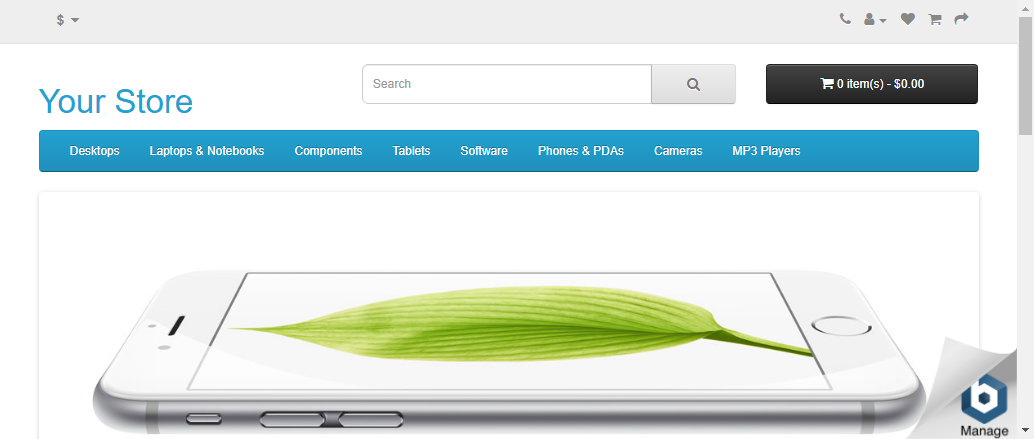 $
Your Store
Search
0 item(s) - $0.00
Desktops Laptops & Notebooks Components Tablets Software Phones & PDAs Cameras MP3 Players
Manage